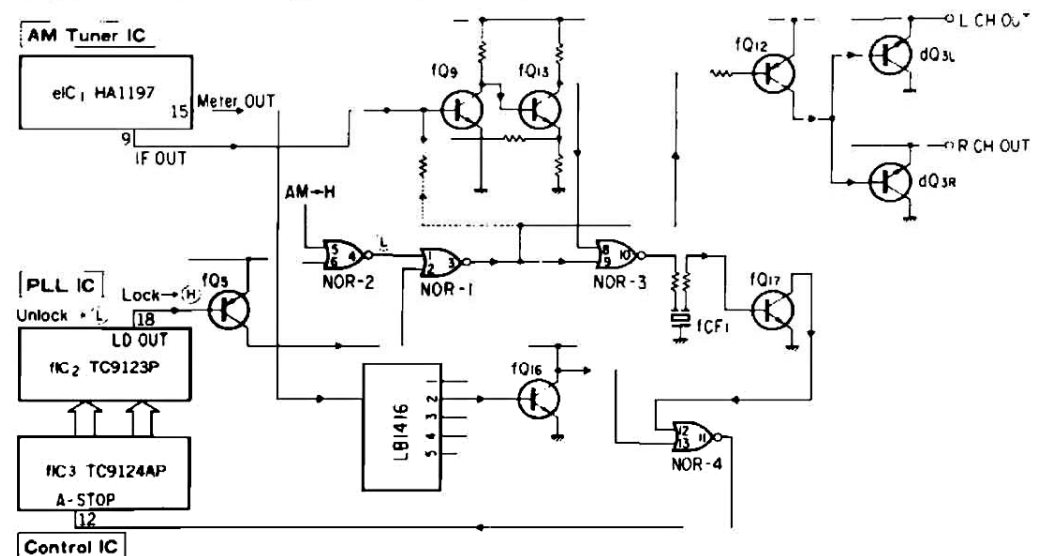 AM Tuner IC
eIC1 HA1197
15
Meter OUT
9
IF OUT
fQ9
fQ13
fQ12
L CH OUT
dQ3L
R CH OUT
dQ3R
AM→H
5
6
4
L
NOR-2
1
2
3
NOR-1
8
9
10
NOR-3
fCF1
fQ17
PLL IC
Lock→H
Unlock→L
18
LD OUT
fQ5
fIC2 TC9123P
LB1416
1
2
3
4
5
fQ16
12
13
11
NOR-4
fIC3 TC9124AP
A-STOP
12
Control IC